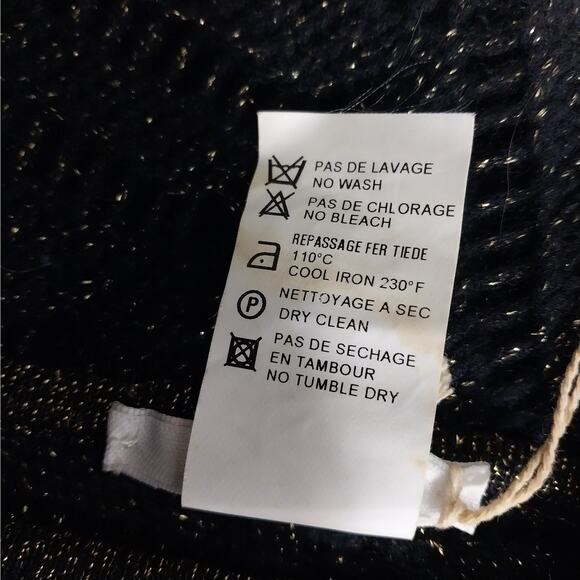 PAS DE LAVAGE
NO WASH
PAS DE CHLORAGE
NO BLEACH
REPASSAGE FER TIEDE
110°C
COOL IRON 230°F
P
NETTOYAGE A SEC
DRY CLEAN
PAS DE SECHAGE
EN TAMBOUR
NO TUMBLE DRY